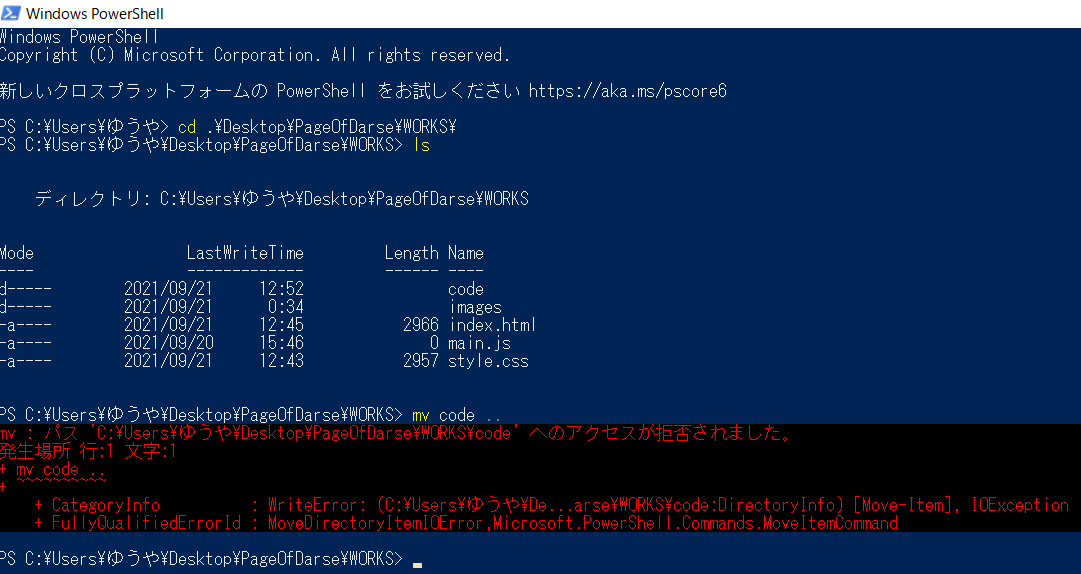 Windows PowerShell
Windows PowerShell
Copyright (C) Microsoft Corporation. All rights reserved.
新しいクロスプラットフォームの PowerShell をお試しください https://aka.ms/pscore6
PS C:¥Users¥ゆうや> cd .¥Desktop¥PageOfDarse¥WORKS¥
PS C:¥Users¥ゆうや¥Desktop¥PageOfDarse¥WORKS> ls
ディレクトリ: C:¥Users¥ゆうや¥Desktop¥PageOfDarse¥WORKS
Mode LastWriteTime Length Name
---- ------------- ------ ----
d----- 2021/09/21 12:52 code
d----- 2021/09/21 0:34 images
-a---- 2021/09/21 12:45 2966 index.html
-a---- 2021/09/20 15:46 0 main.js
-a---- 2021/09/21 12:43 2957 style.css
PS C:¥Users¥ゆうや¥Desktop¥PageOfDarse¥WORKS> mv code ..
mv : パス 'C:¥Users¥ゆうや¥Desktop¥PageOfDarse¥WORKS¥code' へのアクセスが拒否されました。
発生場所 行:1 文字:1
+ mv code ..
+ ~~~~~~~~~~
+ CategoryInfo : WriteError: (C:¥Users¥ゆうや¥De...arse¥WORKS¥code:DirectoryInfo) [Move-Item], IOException
+ FullyQualifiedErrorId : MoveDirectoryItemIOError,Microsoft.PowerShell.Commands.MoveItemCommand
PS C:¥Users¥ゆうや¥Desktop¥PageOfDarse¥WORKS>